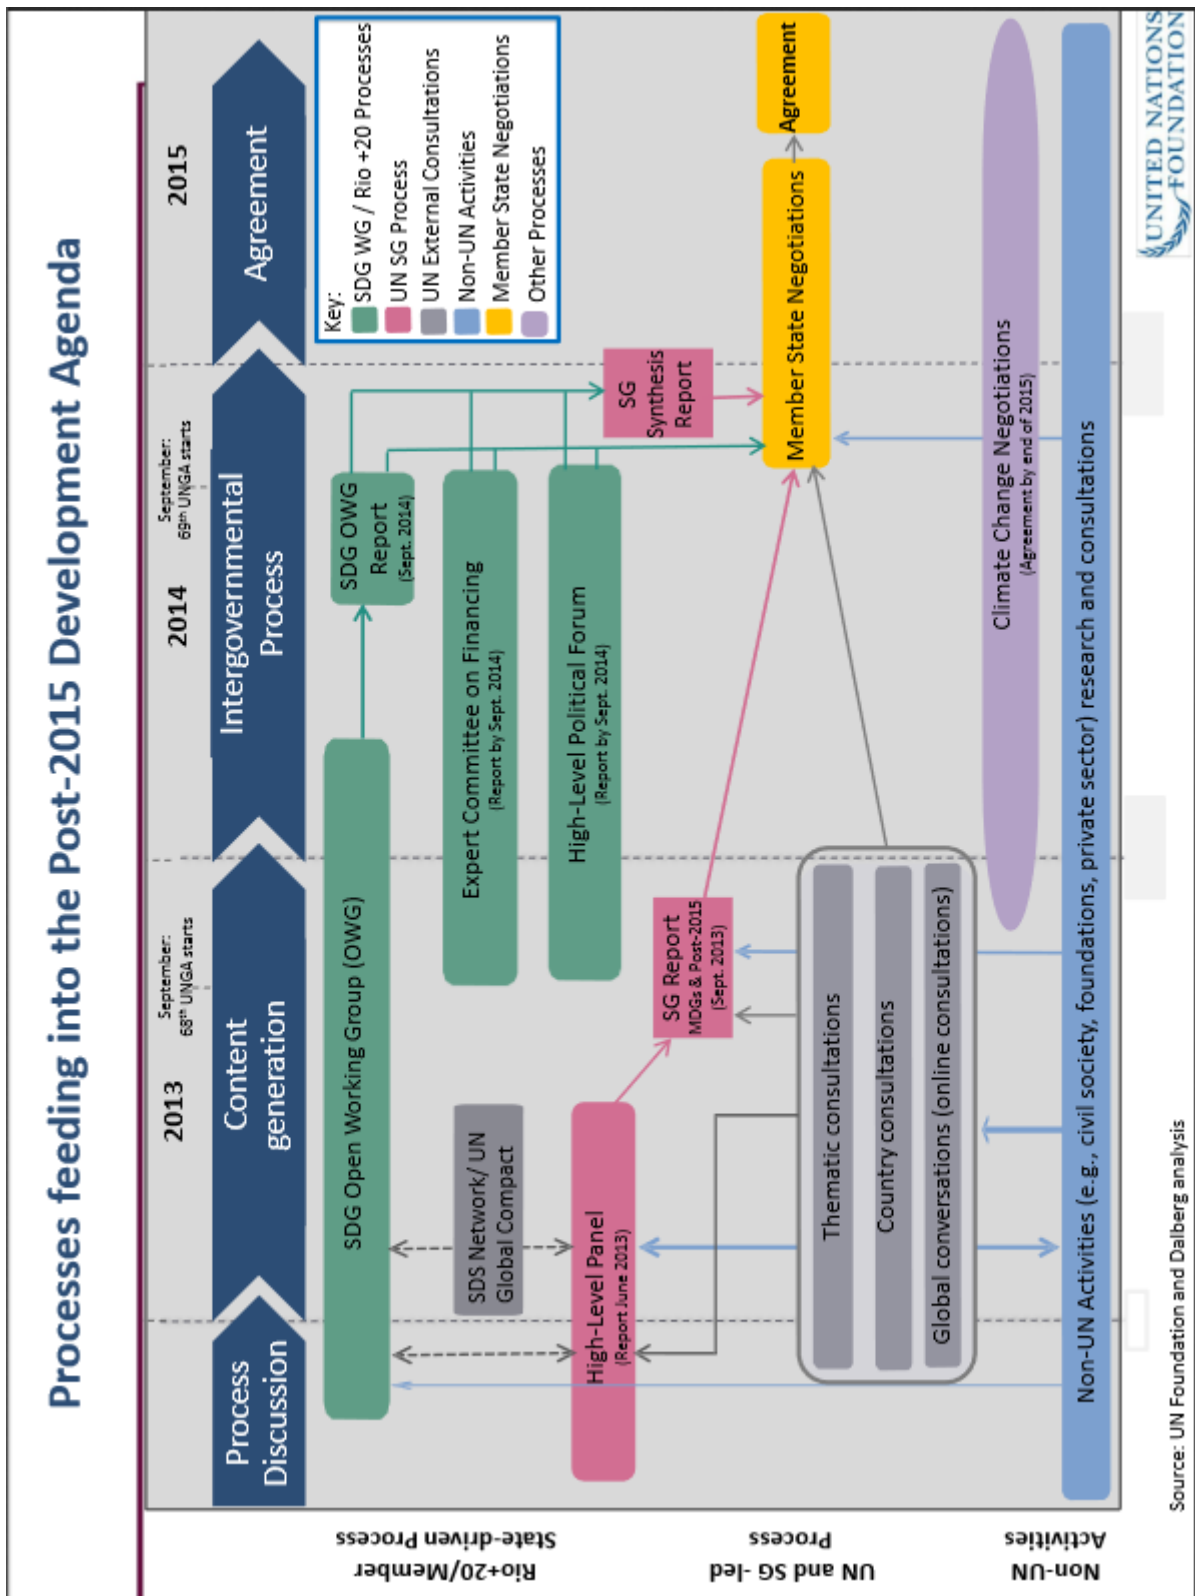 Processes feeding into the Post-2015 Development Agenda
2013
September:
68th UNGA starts
2014
September:
69th UNGA starts
2015
Process
Discussion
Content
generation
Intergovernmental
Process
Agreement
Rio+20/Member
State-driven Process
UN and SG- led
Process
Non-UN
Activities
SDG Open Working Group (OWG)
SDG OWG
Report
(Sept. 2014)
SDS Network/ UN
Global Compact
Expert Committee on Financing
(Report by Sept. 2014)
High-Level Political Forum
(Report by Sept. 2014)
High-Level Panel
(Report June 2013)
SG Report
MDGs & Post-2015
(Sept. 2013)
SG
Synthesis
Report
Key:
SDG WG / Rio +20 Processes
UN SG Process
UN External Consultations
Non-UN Activities
Member State Negotiations
Other Processes
Thematic consultations
Country consultations
Global conversations (online consultations)
Member State Negotiations
Agreement
Climate Change Negotiations
(Agreement by end of 2015)
Non-UN Activities (e.g., civil society, foundations, private sector) research and consultations
Source: UN Foundation and Dalberg analysis
UNITED NATIONS
FOUNDATION